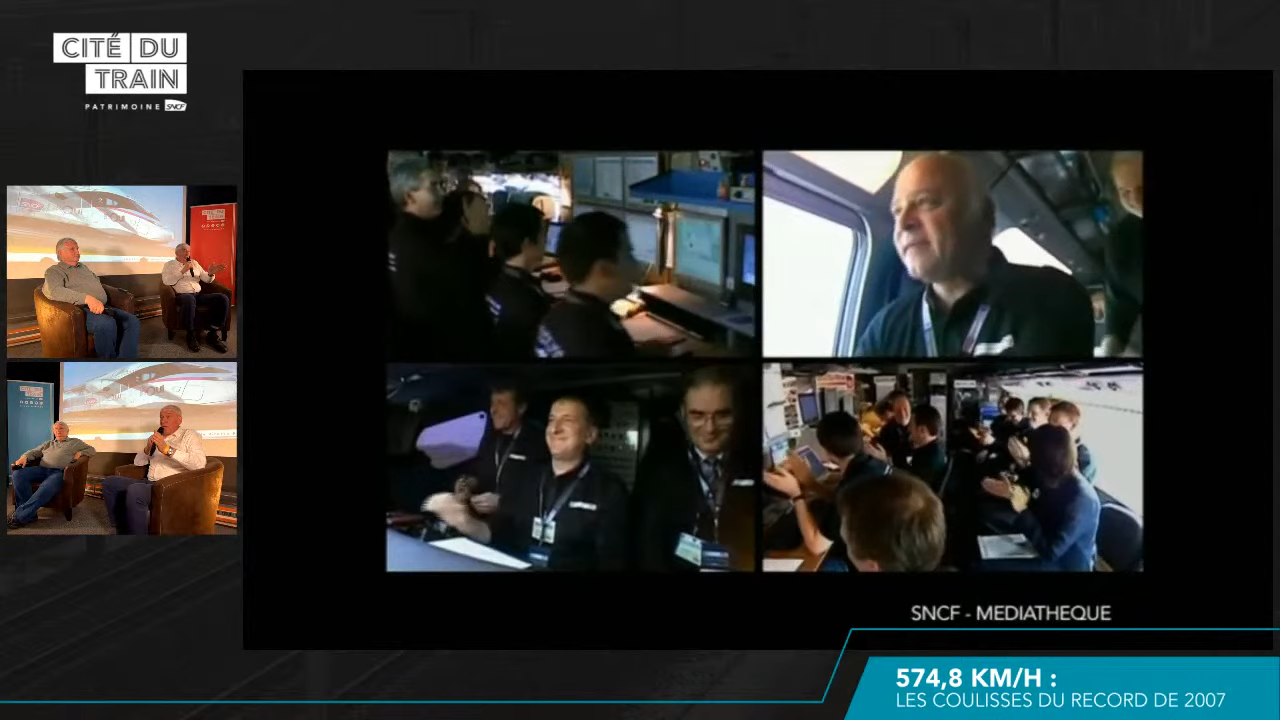 CITÉ DU
TRAIN
PATRIMOINE SNCF
SNCF - MEDIATHEQUE
574,8 KM/H :
LES COULISSES DU RECORD DE 2007